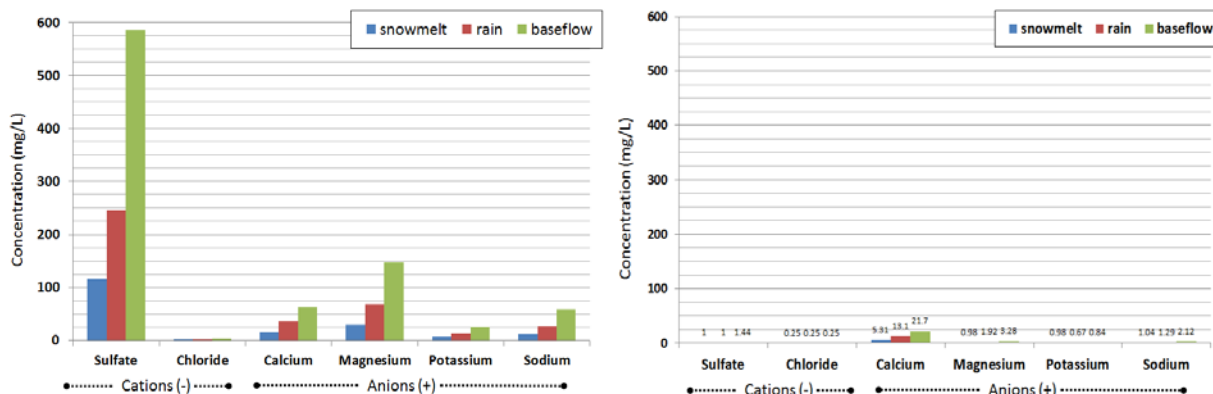 600
500
400
300
200
100
0
Concentration (mg/L)
snowmelt rain baseflow
Sulfate Chloride Calcium Magnesium Potassium Sodium
Cations (-) Anions (+)
600
500
400
300
200
100
0
Concentration (mg/L)
snowmelt rain baseflow
1 1 1.44 0.25 0.25 0.25 5.31 13.1 21.7 0.98 1.92 3.28 0.98 0.67 0.84 1.04 1.29 2.12
Sulfate Chloride Calcium Magnesium Potassium Sodium
Cations (-) Anions (+)